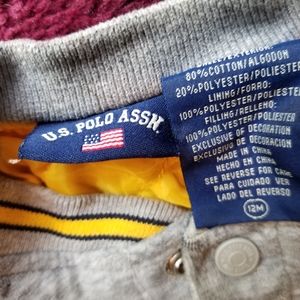 U.S. POLO ASSN.
80% COTTON/ALGODON
20% POLYESTER/POLIESTER
LINING/FORRO:
100% POLYESTER/POLIESTER
FILLING/RELLENO:
100% POLYESTER/POLIESTER
EXCLUSIVE OF DECORATION
EXCLUSIVO DE DECORACION
MADE IN CHINA
HECHO EN CHINA
SEE REVERSE FOR CARE
PARA CUIDADO VER
LADO DEL REVERSO
12M